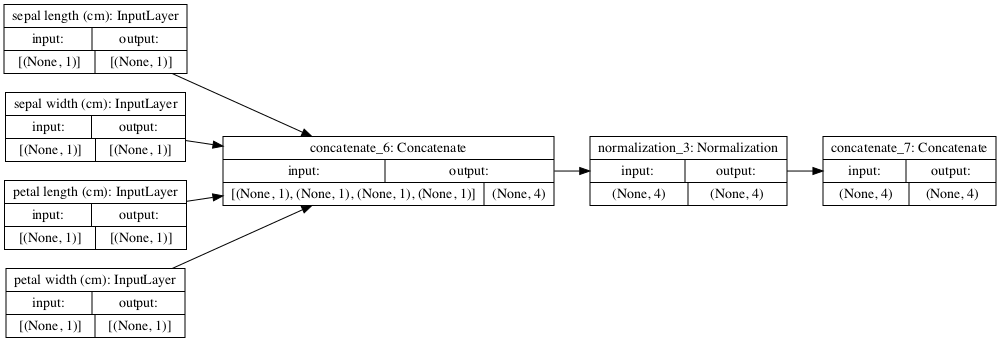 sepal length (cm): InputLayer
input: output:
[(None, 1)] [(None, 1)]
sepal width (cm): InputLayer
input: output:
[(None, 1)] [(None, 1)]
petal length (cm): InputLayer
input: output:
[(None, 1)] [(None, 1)]
petal width (cm): InputLayer
input: output:
[(None, 1)] [(None, 1)]
concatenate_6: Concatenate
input: output:
[(None, 1), (None, 1), (None, 1), (None, 1)] (None, 4)
normalization_3: Normalization
input: output:
(None, 4) (None, 4)
concatenate_7: Concatenate
input: output:
(None, 4) (None, 4)